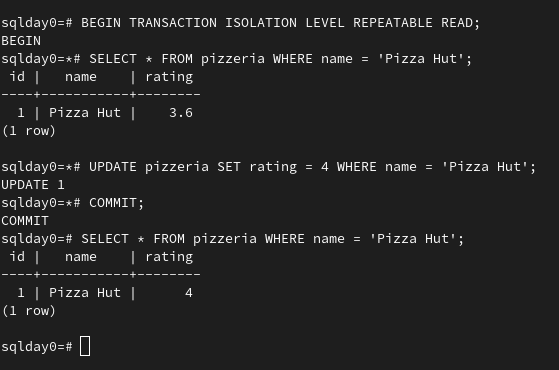 sqlday0=# BEGIN TRANSACTION ISOLATION LEVEL REPEATABLE READ;
BEGIN
sqlday0=*# SELECT * FROM pizzeria WHERE name = 'Pizza Hut';
 id |   name    | rating
----+-----------+--------
  1 | Pizza Hut |    3.6
(1 row)

sqlday0=*# UPDATE pizzeria SET rating = 4 WHERE name = 'Pizza Hut';
UPDATE 1
sqlday0=*# COMMIT;
COMMIT
sqlday0=# SELECT * FROM pizzeria WHERE name = 'Pizza Hut';
 id |   name    | rating
----+-----------+--------
  1 | Pizza Hut |      4
(1 row)

sqlday0=#